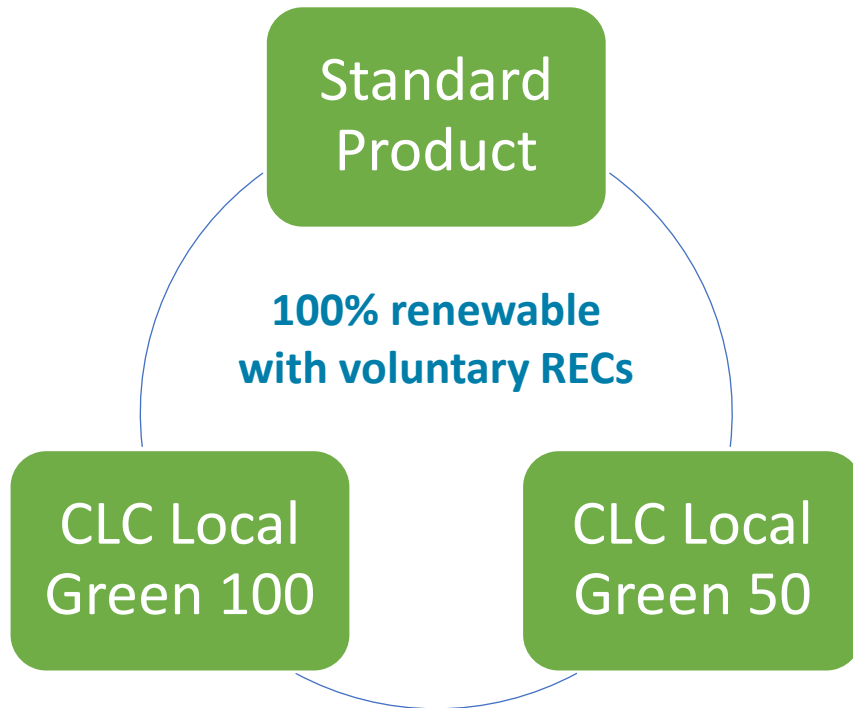 Standard
Product
100% renewable
with voluntary RECs
CLC Local
Green 100
CLC Local
Green 50